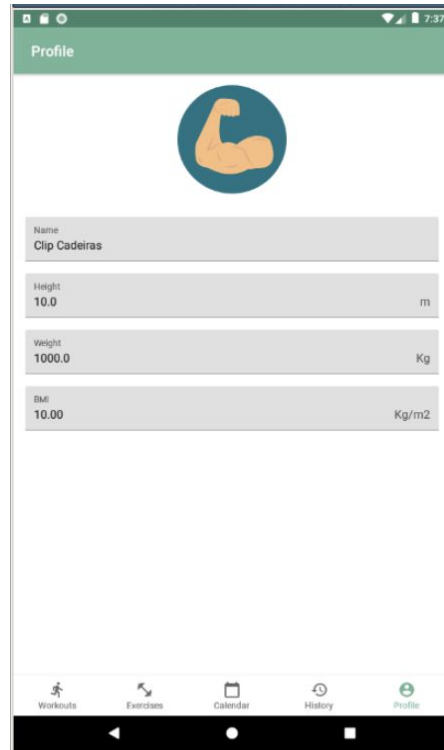 7:37
Profile
Name
Clip Cadeiras
Height
10.0 m
Weight
1000.0 Kg
BMI
10.00 Kg/m2
Workouts Exercises Calendar History Profile